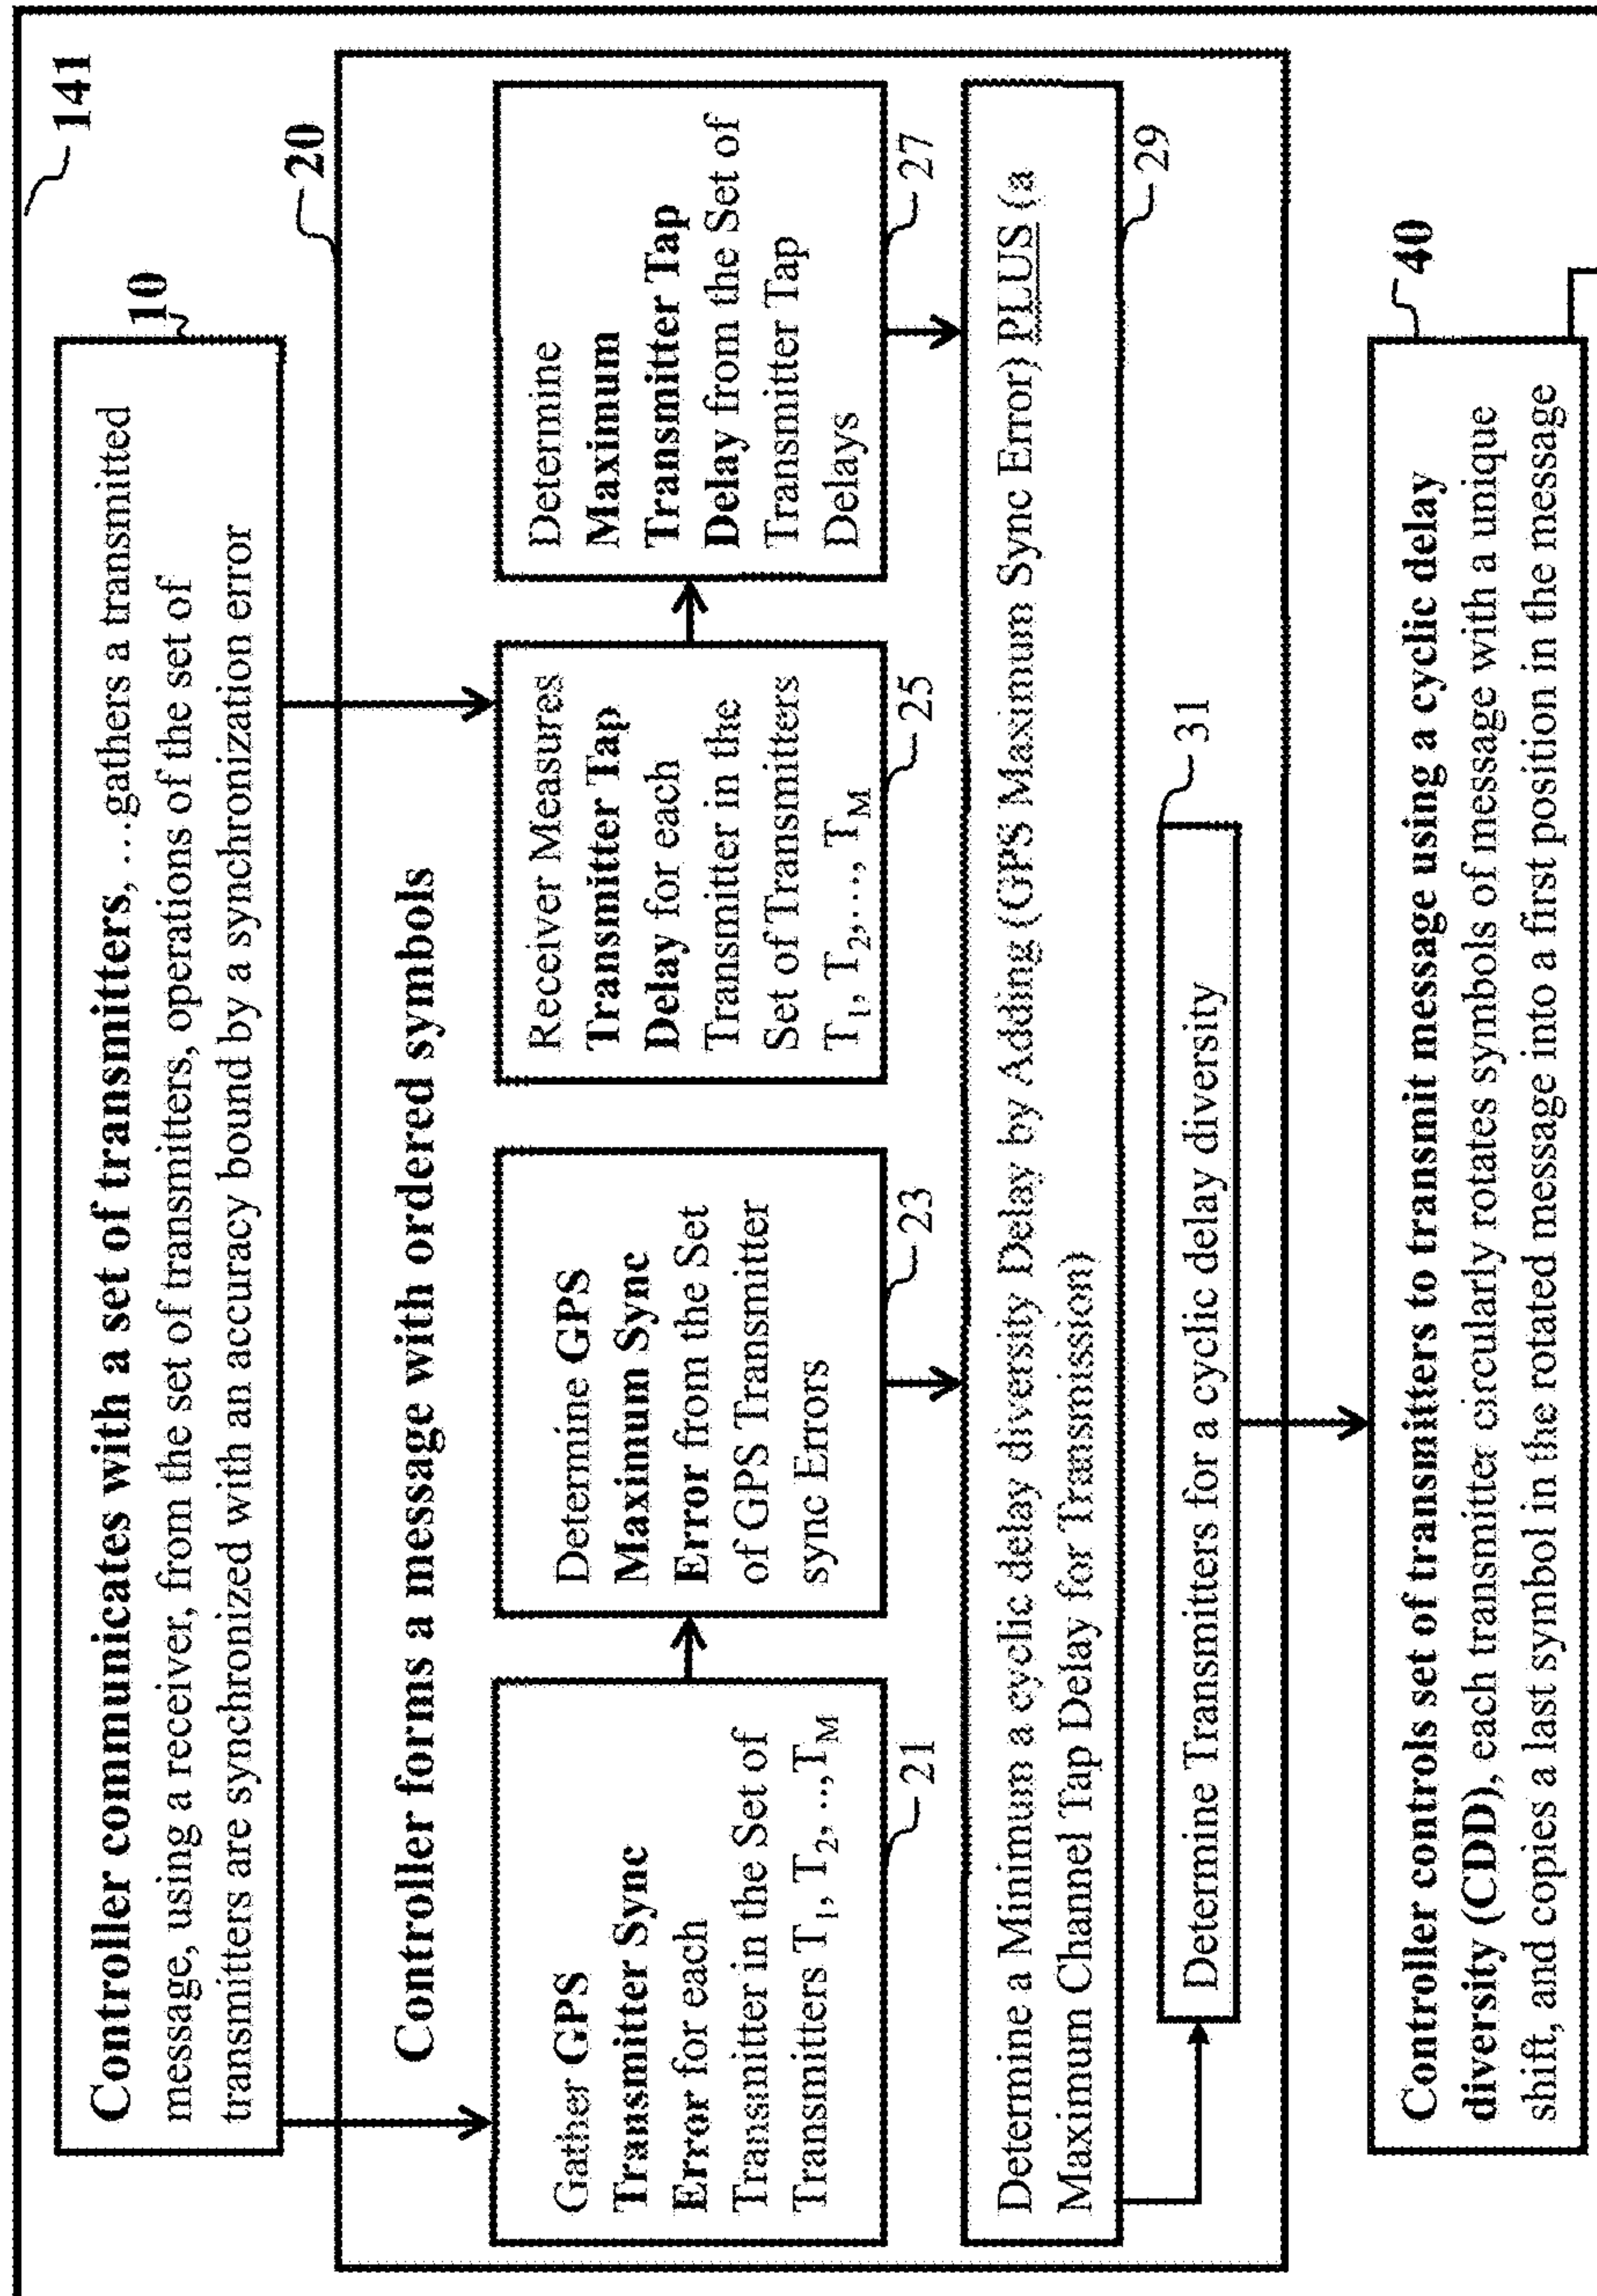 141
10
Controller communicates with a set of transmitters, …gathers a transmitted
message, using a receiver, from the set of transmitters, operations of the set of
transmitters are synchronized with an accuracy bound by a synchronization error
20
Controller forms a message with ordered symbols
Gather GPS
Transmitter Sync
Error for each
Transmitter in the Set of
Transmitters T1, T2, ..,TM
21
Determine GPS
Maximum Sync
Error from the Set
of GPS Transmitter
sync Errors
23
Receiver Measures
Transmitter Tap
Delay for each
Transmitter in the
Set of Transmitters
T1, T2,…, TM
25
Determine
Maximum
Transmitter Tap
Delay from the Set of
Transmitter Tap
Delays
27
Determine a Minimum a cyclic delay diversity Delay by Adding (GPS Maximum Sync Error) PLUS (a
Maximum Channel Tap Delay for Transmission)
29
31
Determine Transmitters for a cyclic delay diversity
40
Controller controls set of transmitters to transmit message using a cyclic delay
diversity (CDD), each transmitter circularly rotates symbols of message with a unique
shift, and copies a last symbol in the rotated message into a first position in the message